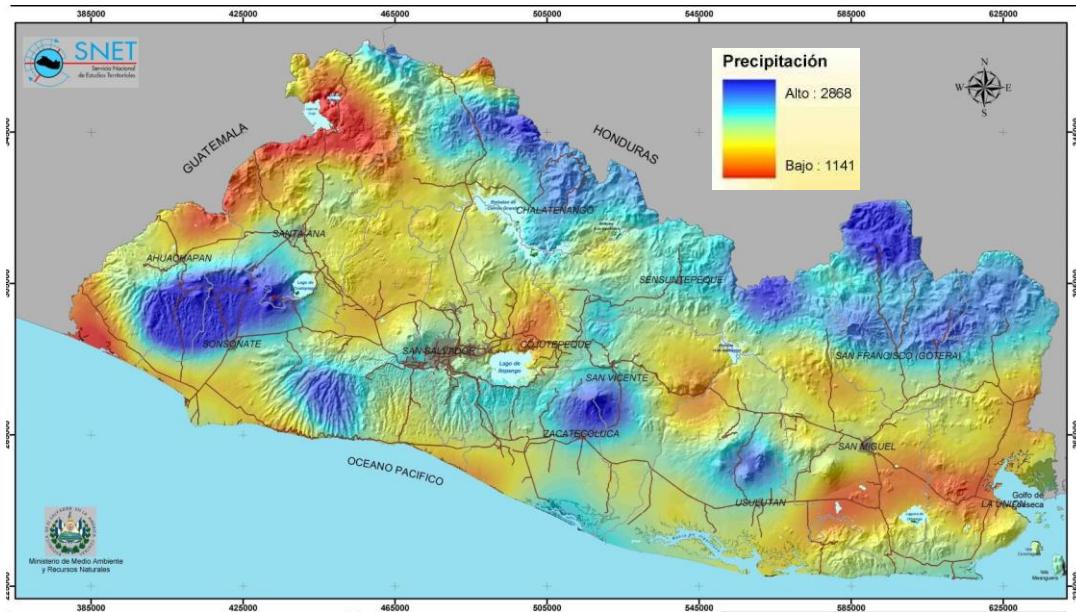 385000 425000 465000 505000 545000 585000 625000
SNET
Servicio Nacional
de Estudios Territoriales
Precipitación
Alto : 2868
Bajo : 1141
N
W E
S
GUATEMALA
HONDURAS
CHALATENANGO
SANTA ANA
AHUACHAPAN
Lago de
SENSUNTEPEQUE
SONSONATE
SAN SALVADOR
COJUTEPEQUE
SAN FRANCISCO (GOTERA)
Lago de
Ilopango
SAN VICENTE
ZACATECOLUCA
SAN MIGUEL
OCEANO PACIFICO
USULUTAN
LA UNION
Golfo de
Fonseca
Ministerio de Medio Ambiente
y Recursos Naturales
385000 425000 465000 505000 545000 585000 625000